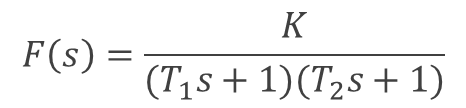 F(s) = K / ((T₁s + 1)(T₂s + 1))